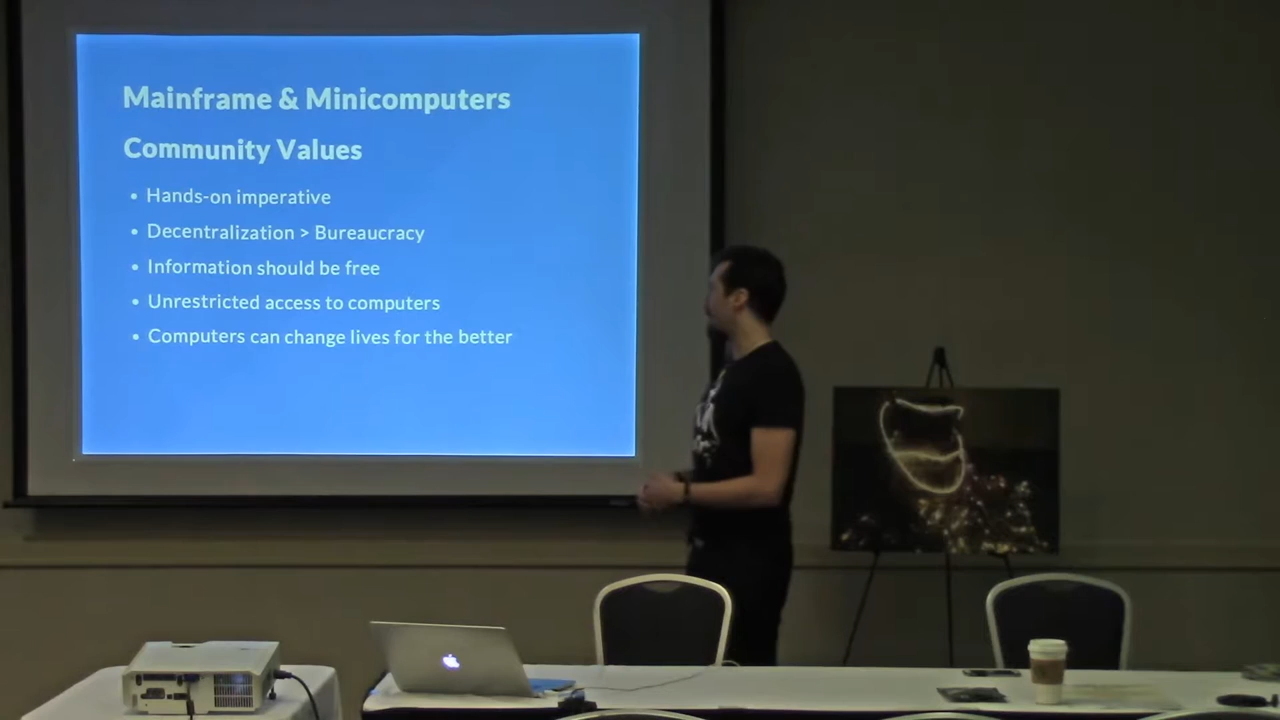 Mainframe & Minicomputers
Community Values
• Hands-on imperative
• Decentralization > Bureaucracy
• Information should be free
• Unrestricted access to computers
• Computers can change lives for the better